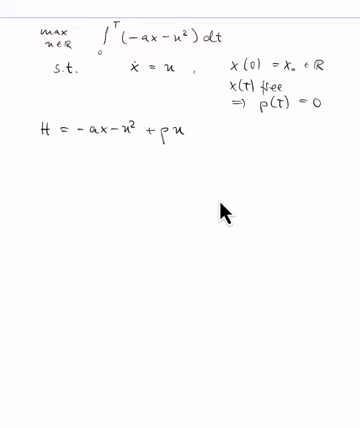 max
u∈ℝ ∫₀ᵀ (-ax - u²) dt
s.t. ẋ = u , x(0) = x₀ ∈ ℝ
x(T) free
⟹ p(T) = 0
H = -ax - u² + pu